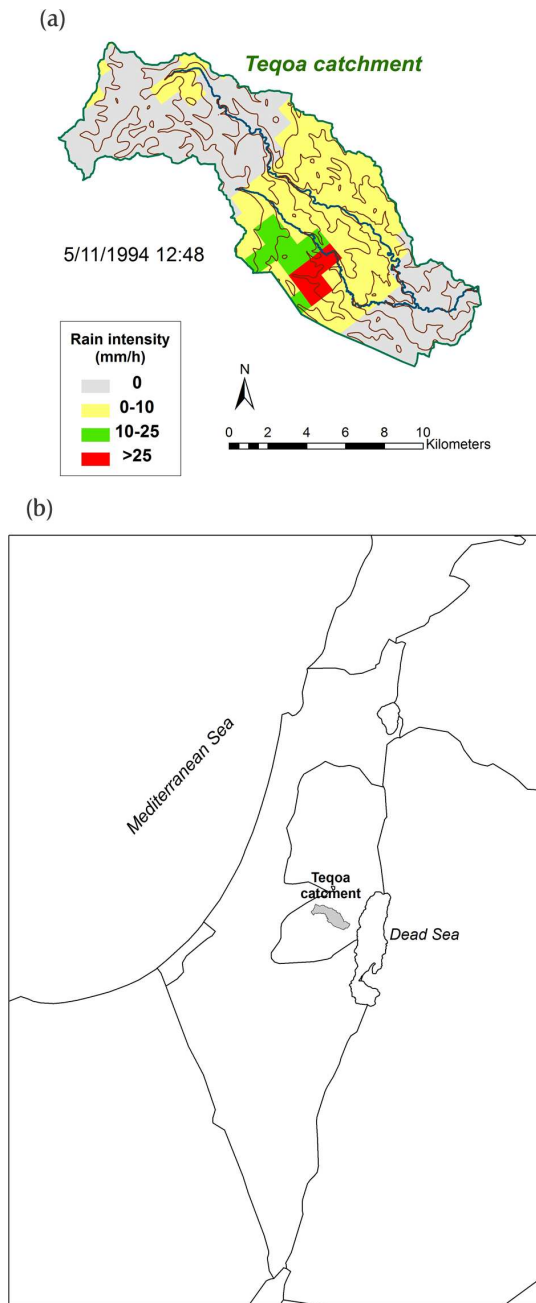 (a)
Teqoa catchment
5/11/1994 12:48
Rain intensity
(mm/h)
0
0-10
10-25
>25
N
0 2 4 6 8 10
Kilometers
(b)
Mediterranean Sea
Teqoa
catchment
Dead Sea